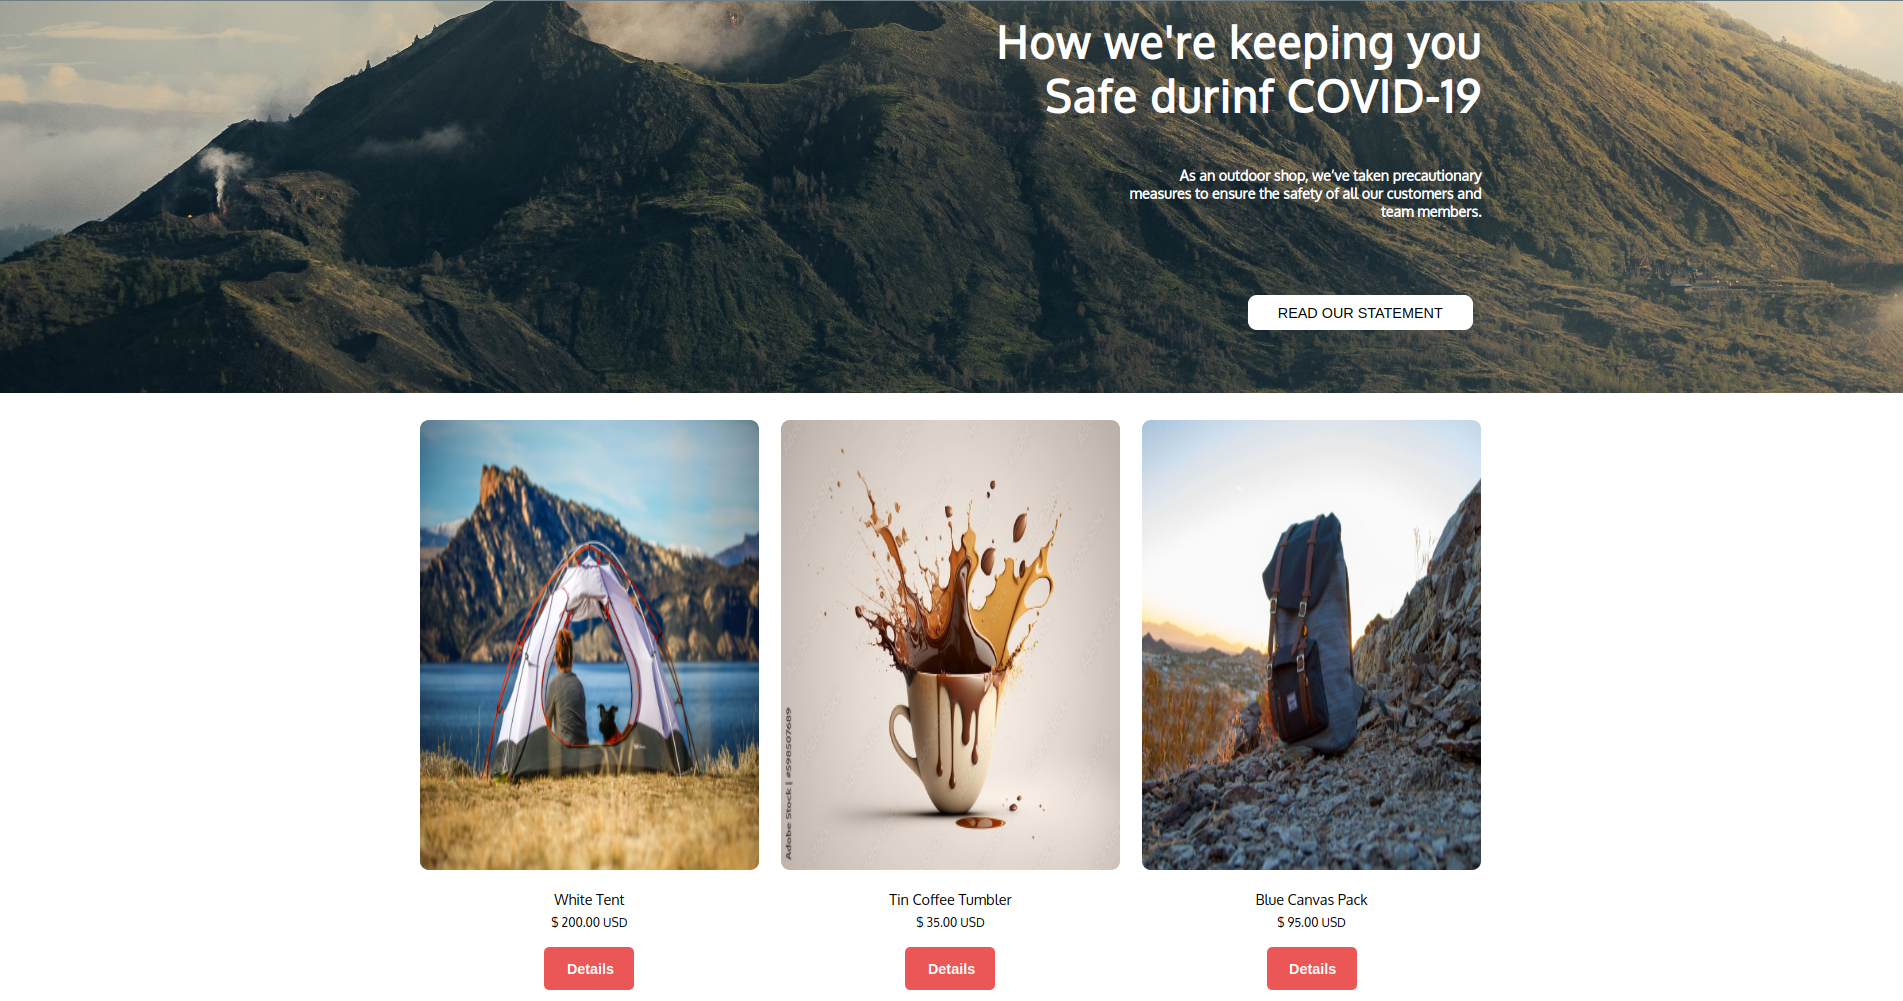 How we're keeping you
Safe durinf COVID-19
As an outdoor shop, we’ve taken precautionary
measures to ensure the safety of all our customers and
team members.
READ OUR STATEMENT
Adobe Stock | #598507689
White Tent
$ 200.00 USD
Details
Tin Coffee Tumbler
$ 35.00 USD
Details
Blue Canvas Pack
$ 95.00 USD
Details